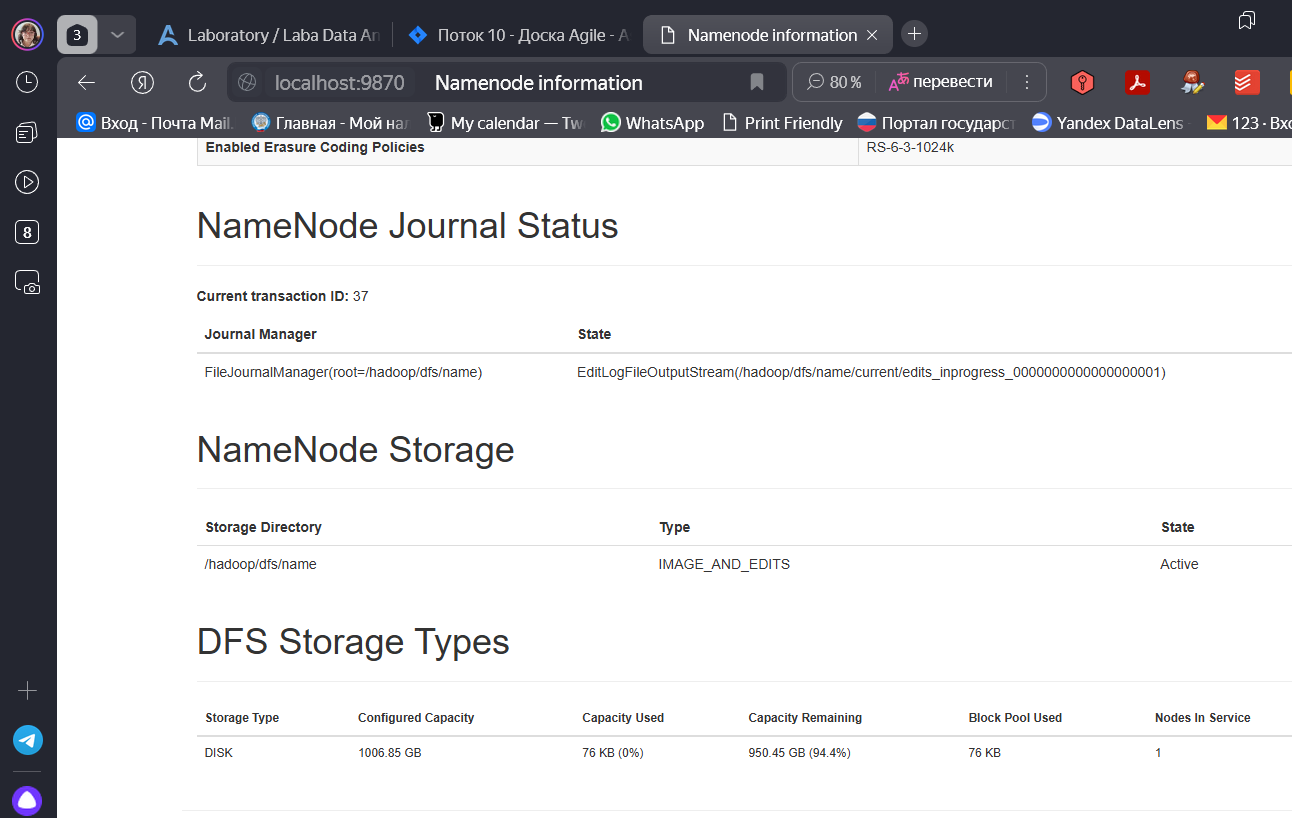 3
Laboratory / Laba Data An
Поток 10 - Доска Agile - A
Namenode information
Я
localhost:9870
Namenode information
80 %
перевести
Вход - Почта Mail.
Главная - Мой нал
My calendar — Tw
WhatsApp
Print Friendly
Портал государст
Yandex DataLens
123 · Вхо
8
Enabled Erasure Coding Policies
RS-6-3-1024k
NameNode Journal Status
Current transaction ID: 37
Journal Manager
State
FileJournalManager(root=/hadoop/dfs/name)
EditLogFileOutputStream(/hadoop/dfs/name/current/edits_inprogress_0000000000000000001)
NameNode Storage
Storage Directory
Type
State
/hadoop/dfs/name
IMAGE_AND_EDITS
Active
DFS Storage Types
Storage Type
Configured Capacity
Capacity Used
Capacity Remaining
Block Pool Used
Nodes In Service
DISK
1006.85 GB
76 KB (0%)
950.45 GB (94.4%)
76 KB
1